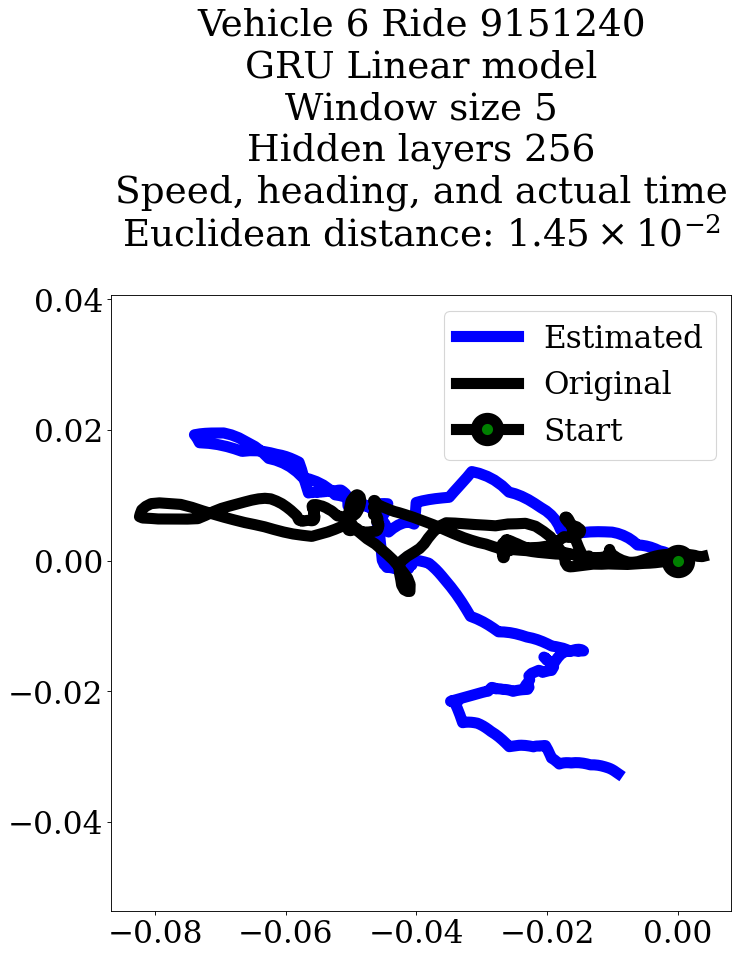 Vehicle 6 Ride 9151240
GRU Linear model
Window size 5
Hidden layers 256
Speed, heading, and actual time
Euclidean distance: 1.45 × 10⁻²
Estimated
Original
Start
0.04
0.02
0.00
−0.02
−0.04
−0.08 −0.06 −0.04 −0.02 0.00